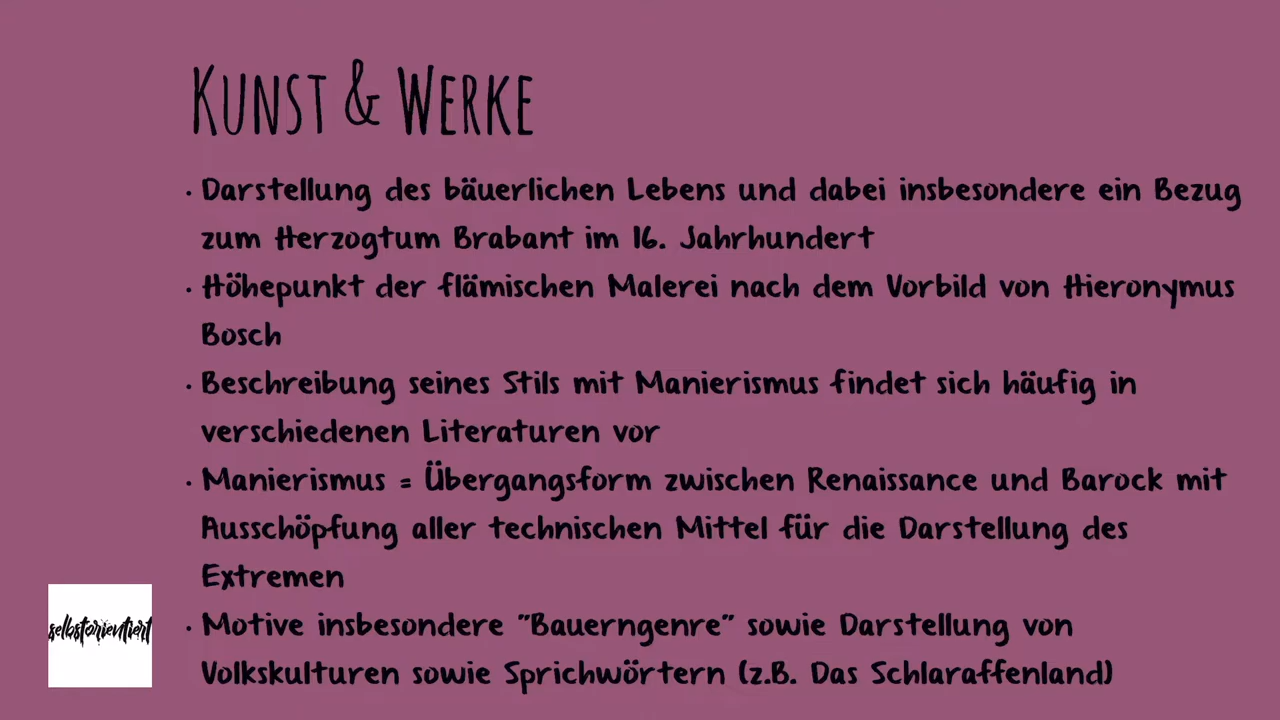 Kunst & Werke
· Darstellung des bäuerlichen Lebens und dabei insbesondere ein Bezug
zum Herzogtum Brabant im 16. Jahrhundert
· Höhepunkt der flämischen Malerei nach dem Vorbild von Hieronymus
Bosch
· Beschreibung seines Stils mit Manierismus findet sich häufig in
verschiedenen Literaturen vor
· Manierismus = Übergangsform zwischen Renaissance und Barock mit
Ausschöpfung aller technischen Mittel für die Darstellung des
Extremen
· Motive insbesondere "Bauerngenre" sowie Darstellung von
Volkskulturen sowie Sprichwörtern (z.B. Das Schlaraffenland)
selbstorientiert